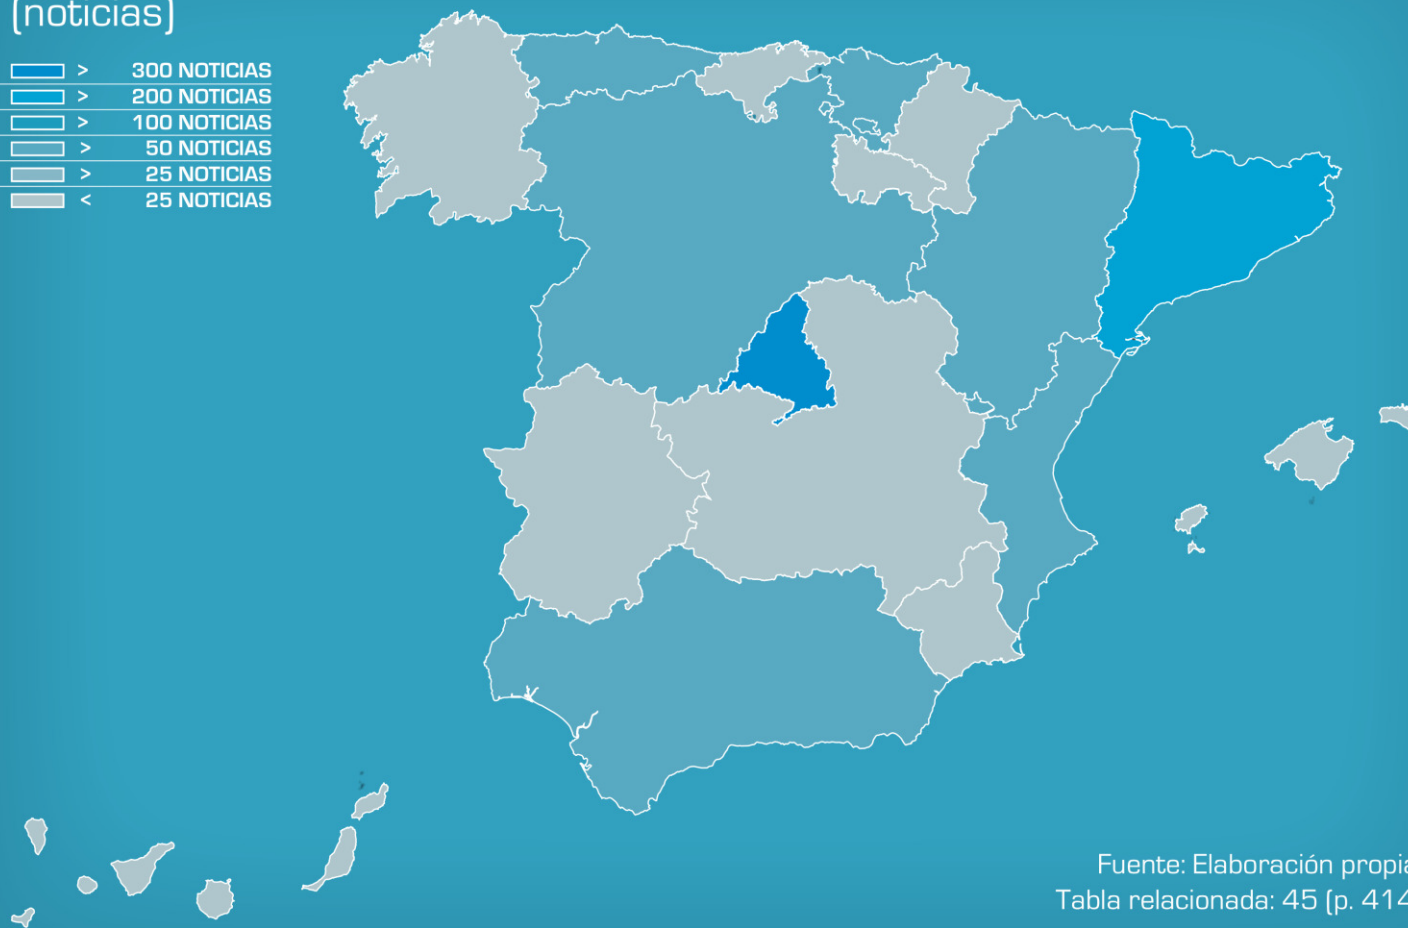 (noticias)
> 300 NOTICIAS
> 200 NOTICIAS
> 100 NOTICIAS
> 50 NOTICIAS
> 25 NOTICIAS
< 25 NOTICIAS
Fuente: Elaboración propia
Tabla relacionada: 45 (p. 414